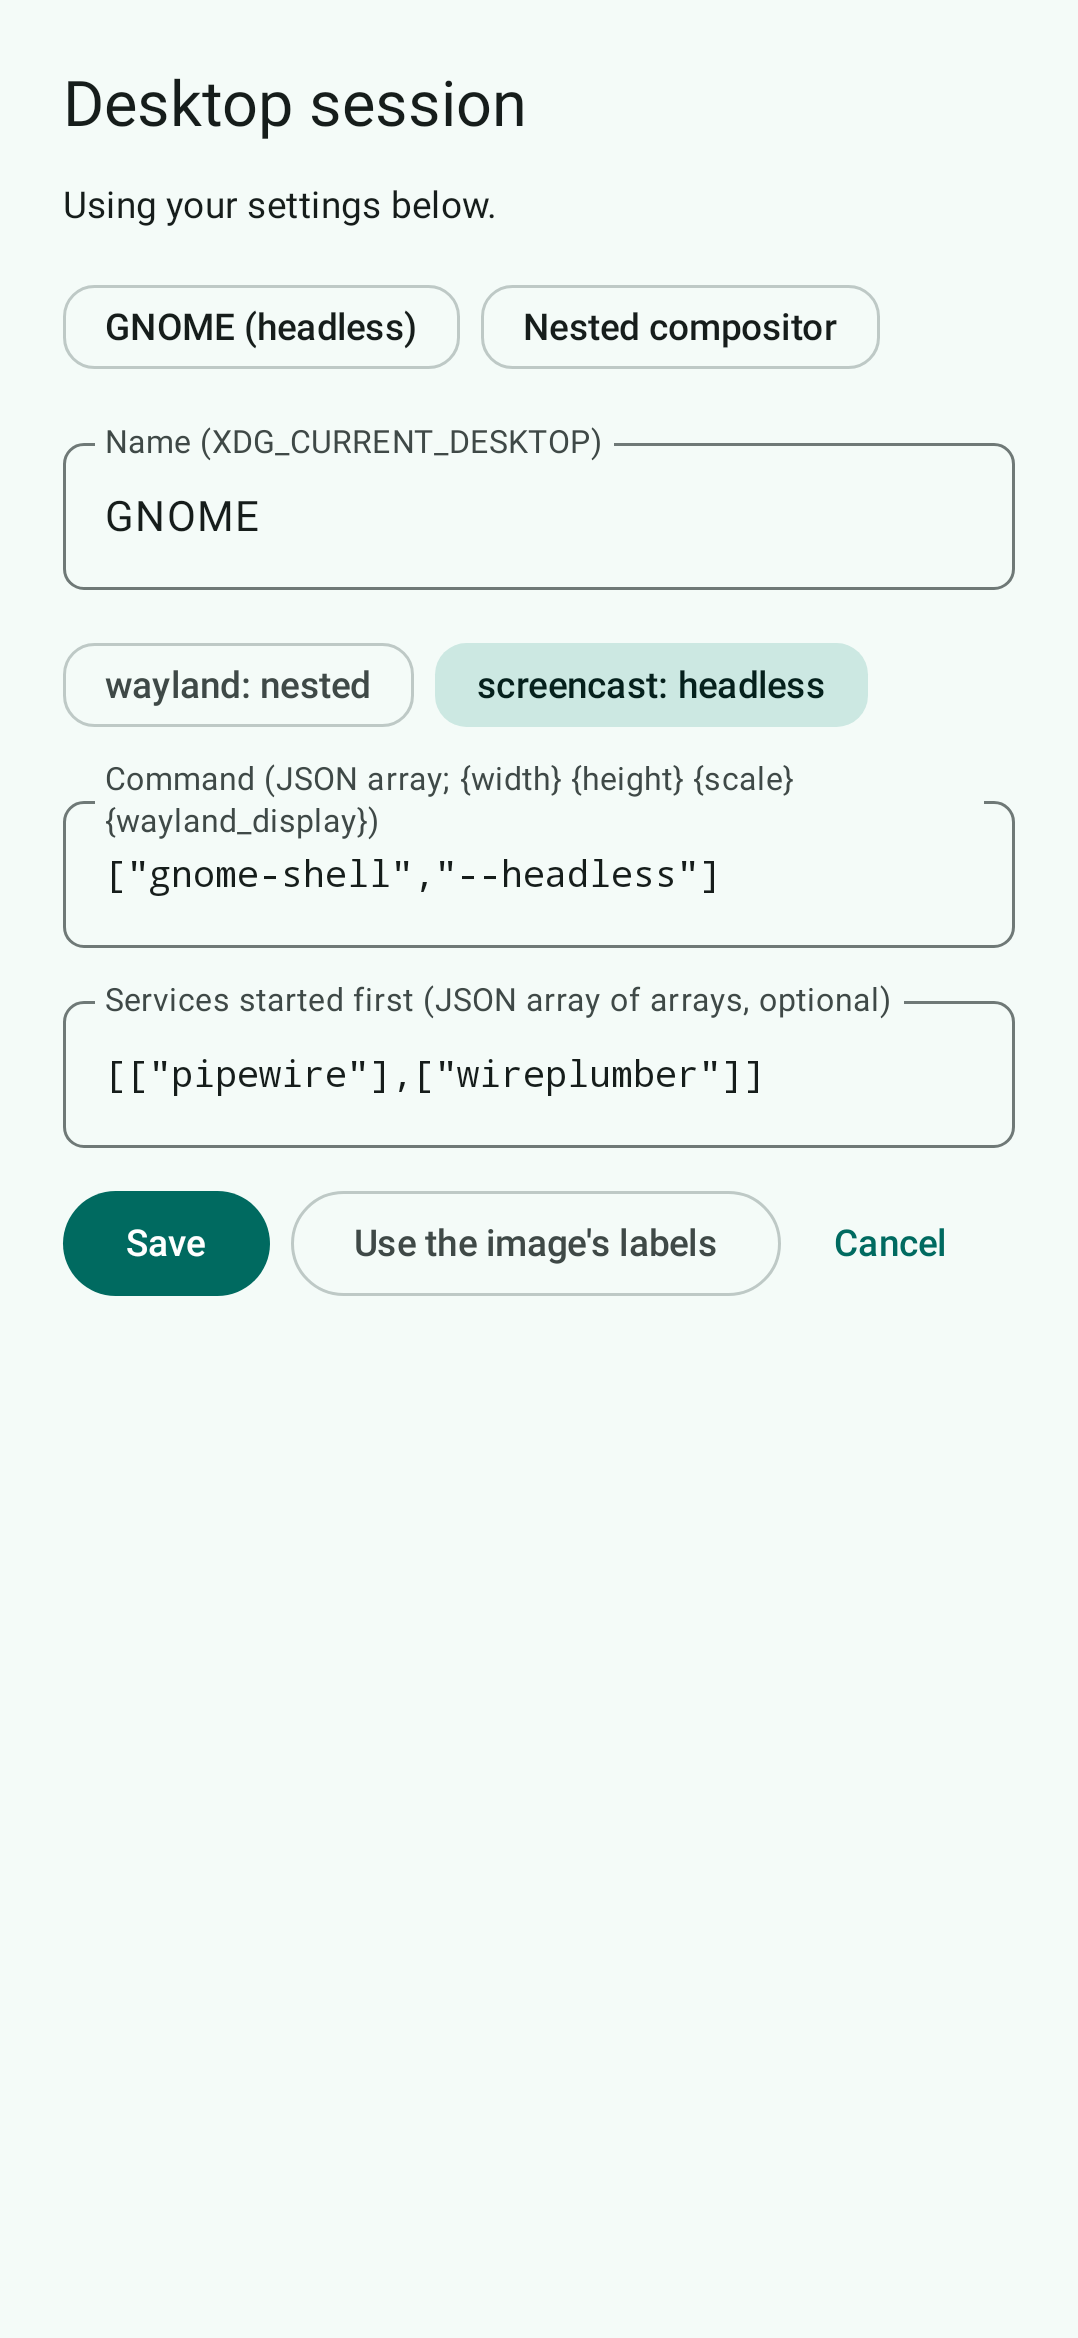 Desktop session
Using your settings below.
GNOME (headless)
Nested compositor
Name (XDG_CURRENT_DESKTOP)
GNOME
wayland: nested
screencast: headless
Command (JSON array; {width} {height} {scale}
{wayland_display})
["gnome-shell","--headless"]
Services started first (JSON array of arrays, optional)
[["pipewire"],["wireplumber"]]
Save
Use the image's labels
Cancel